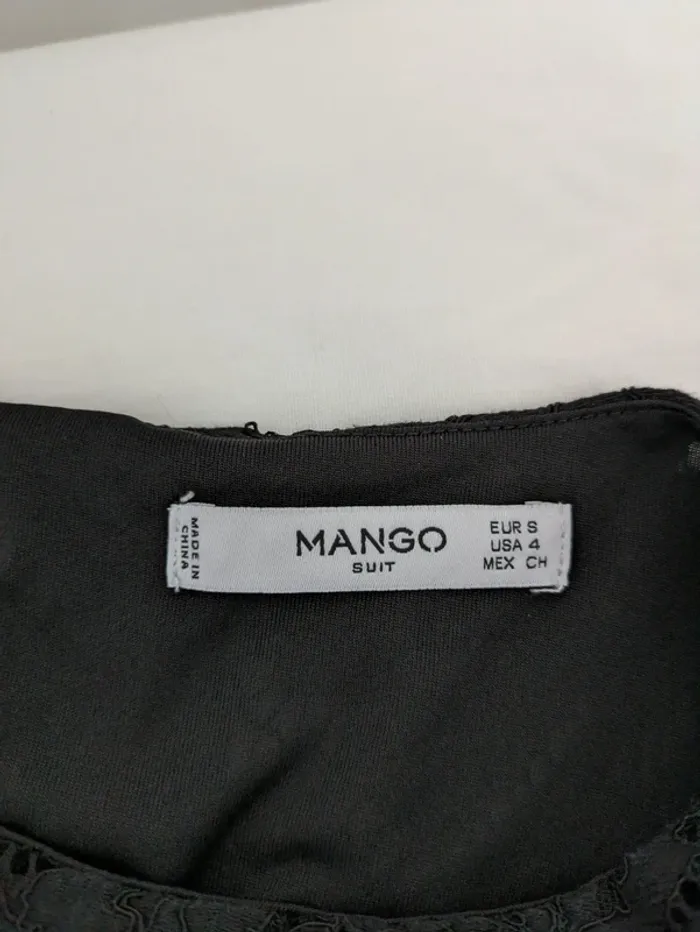 MADE IN
CHINA
MANGO
SUIT
EUR S
USA 4
MEX CH